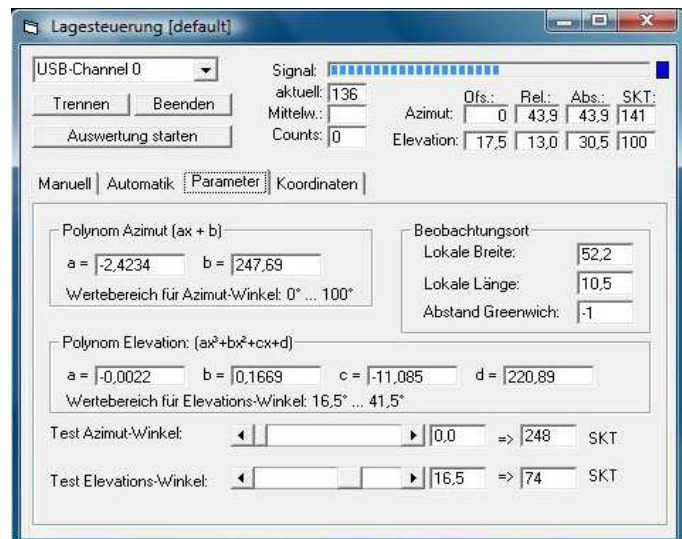 Lagesteuerung [default]
USB-Channel 0
Signal:
Trennen Beenden
aktuell: 136
Ofs.: Rel.: Abs.: SKT:
Mittelw.:
Azimut: 0 43,9 43,9 141
Auswertung starten
Counts: 0
Elevation: 17,5 13,0 30,5 100
Manuell Automatik Parameter Koordinaten
Polynom Azimut (ax + b)
a = -2,4234 b = 247,69
Wertebereich für Azimut-Winkel: 0° ... 100°
Beobachtungsort
Lokale Breite: 52,2
Lokale Länge: 10,5
Abstand Greenwich: -1
Polynom Elevation: (ax³+bx²+cx+d)
a = -0,0022 b = 0,1669 c = -11,085 d = 220,89
Wertebereich für Elevations-Winkel: 16,5° ... 41,5°
Test Azimut-Winkel: 0,0 => 248 SKT
Test Elevations-Winkel: 16,5 => 74 SKT